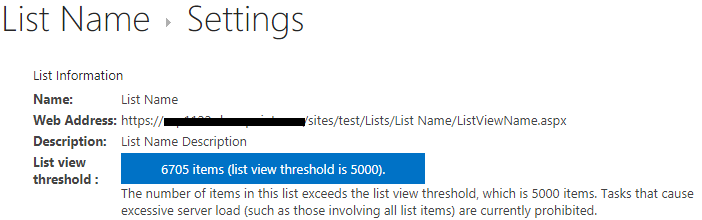 List Name › Settings
List Information
Name: List Name
Web Address: https:// /sites/test/Lists/List Name/ListViewName.aspx
Description: List Name Description
List view threshold : 6705 items (list view threshold is 5000).
The number of items in this list exceeds the list view threshold, which is 5000 items. Tasks that cause
excessive server load (such as those involving all list items) are currently prohibited.